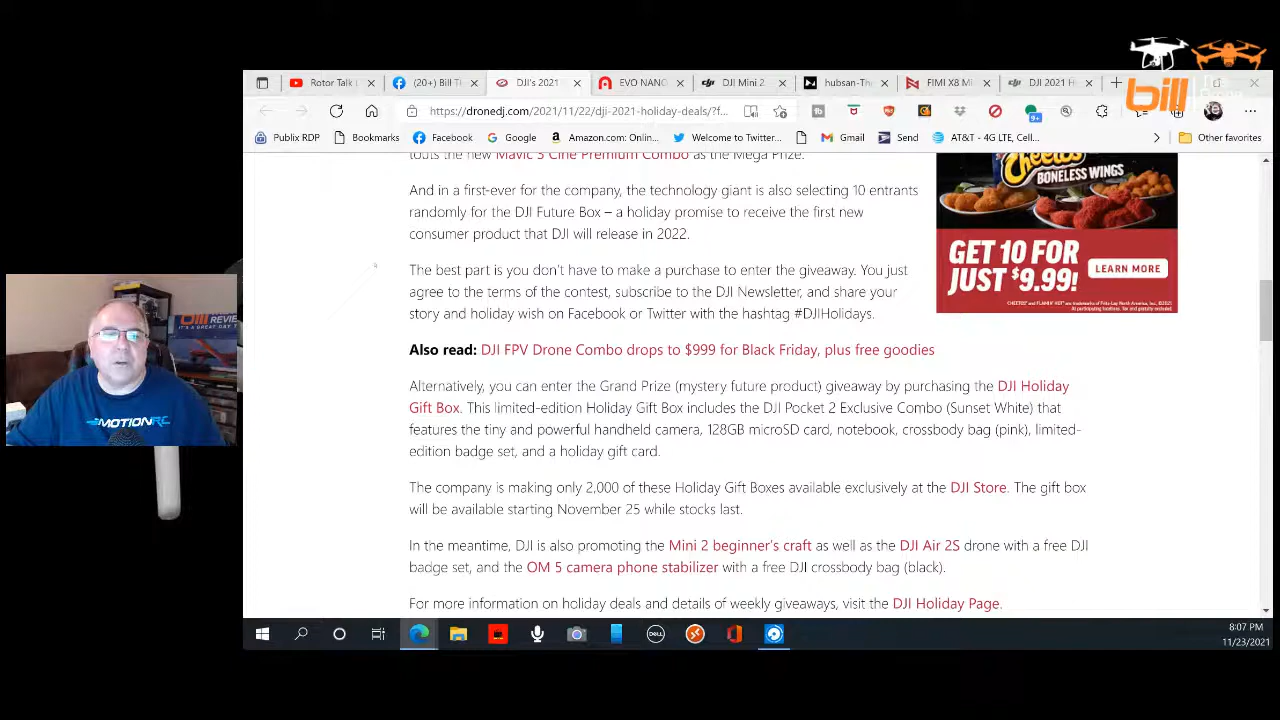 Rotor Talk
(20+) Bill Ti
DJI's 2021
EVO NANO
DJI Mini 2
hubsan-The
FIMI X8 Mi
DJI 2021 H
bill
https://dronedj.com/2021/11/22/dji-2021-holiday-deals/?f...
9+
Publix RDP
Bookmarks
Facebook
Google
Amazon.com: Onlin...
Welcome to Twitter...
Gmail
Send
AT&T - 4G LTE, Cell...
Other favorites
touts the new Mavic 3 Cine Premium Combo as the Mega Prize.
And in a first-ever for the company, the technology giant is also selecting 10 entrants
randomly for the DJI Future Box – a holiday promise to receive the first new
consumer product that DJI will release in 2022.
The best part is you don't have to make a purchase to enter the giveaway. You just
agree to the terms of the contest, subscribe to the DJI Newsletter, and share your
story and holiday wish on Facebook or Twitter with the hashtag #DJIHolidays.
Also read: DJI FPV Drone Combo drops to $999 for Black Friday, plus free goodies
Alternatively, you can enter the Grand Prize (mystery future product) giveaway by purchasing the DJI Holiday
Gift Box. This limited-edition Holiday Gift Box includes the DJI Pocket 2 Exclusive Combo (Sunset White) that
features the tiny and powerful handheld camera, 128GB microSD card, notebook, crossbody bag (pink), limited-
edition badge set, and a holiday gift card.
The company is making only 2,000 of these Holiday Gift Boxes available exclusively at the DJI Store. The gift box
will be available starting November 25 while stocks last.
In the meantime, DJI is also promoting the Mini 2 beginner's craft as well as the DJI Air 2S drone with a free DJI
badge set, and the OM 5 camera phone stabilizer with a free DJI crossbody bag (black).
For more information on holiday deals and details of weekly giveaways, visit the DJI Holiday Page.
Cheetos
BONELESS WINGS
GET 10 FOR
JUST $9.99!
LEARN MORE
bill REVIE
IT'S A GREAT DAY T
MOTIONRC
DELL
8:07 PM
11/23/2021